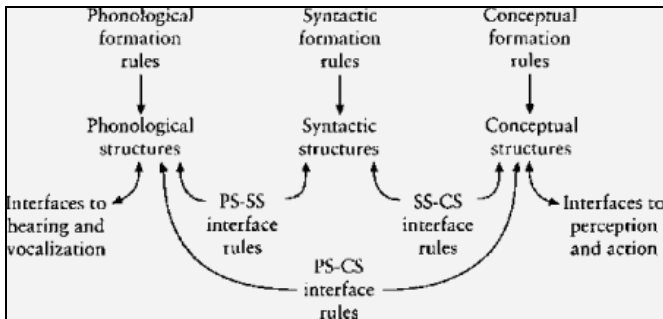 Phonological
formation
rules
Syntactic
formation
rules
Conceptual
formation
rules
Phonological
structures
Syntactic
structures
Conceptual
structures
Interfaces to
hearing and
vocalization
PS-SS
interface
rules
SS-CS
interface
rules
Interfaces to
perception
and action
PS-CS
interface
rules